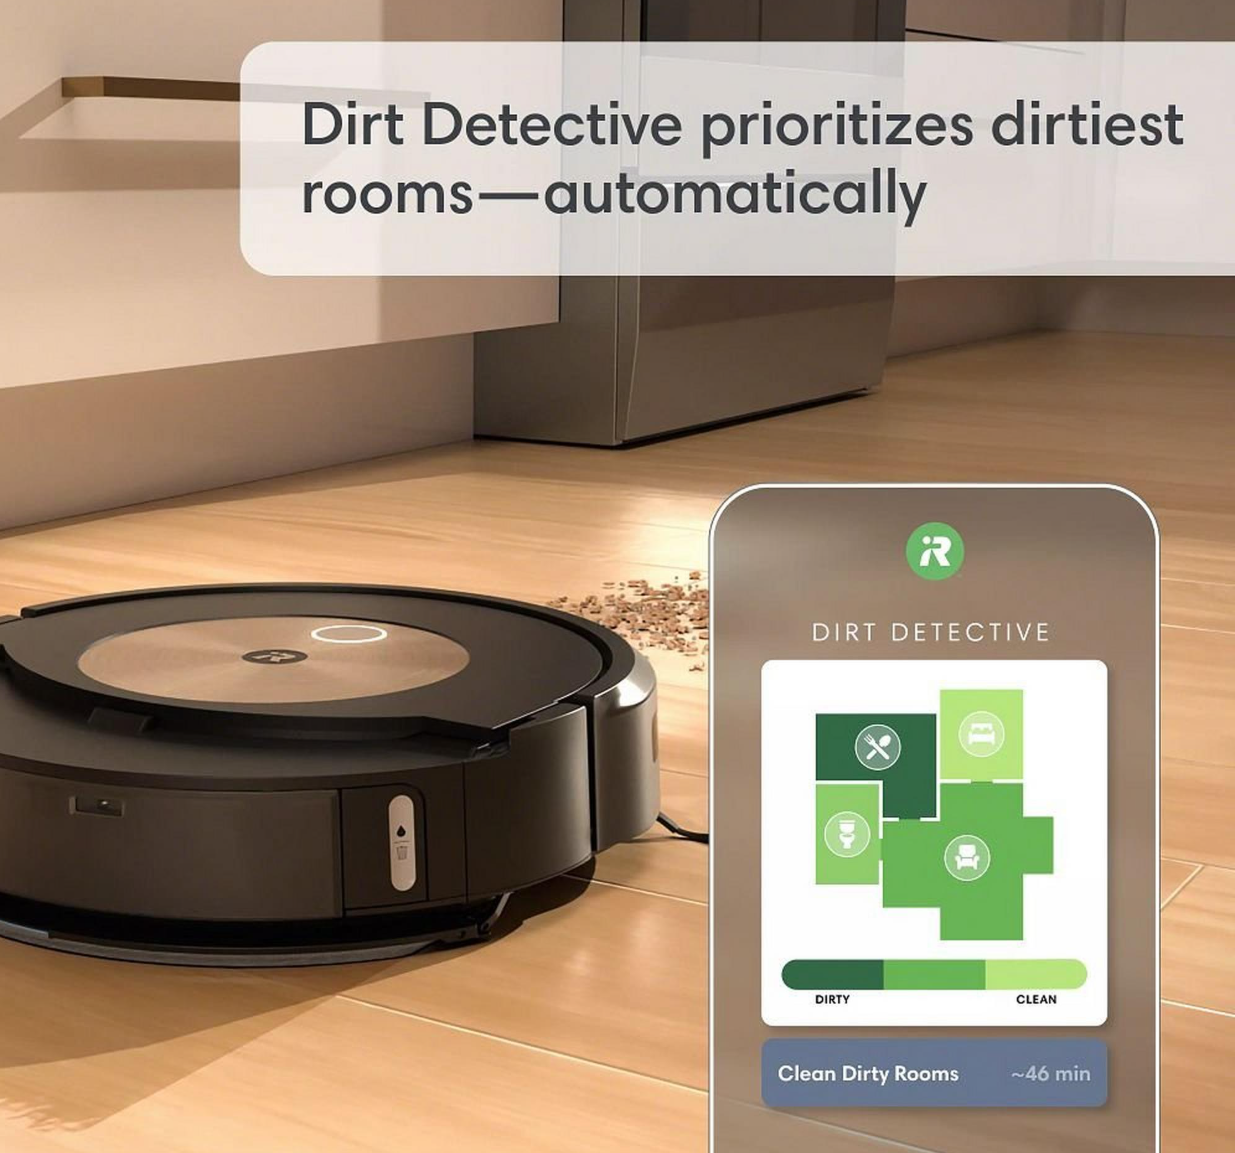 Dirt Detective prioritizes dirtiest
rooms—automatically
iR
DIRT DETECTIVE
DIRTY
CLEAN
Clean Dirty Rooms
~46 min